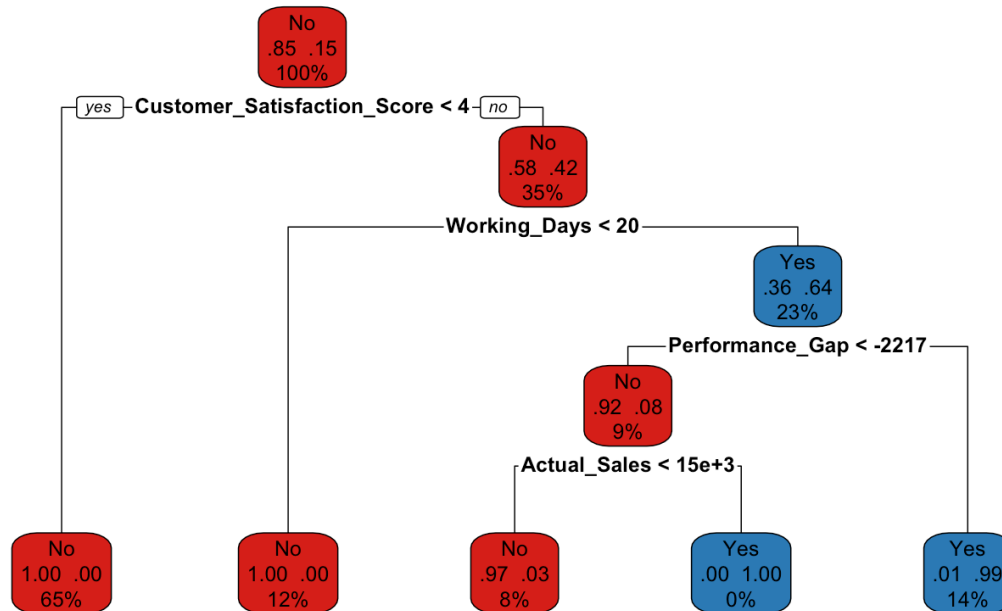 No
.85 .15
100%
yes Customer_Satisfaction_Score < 4 no
No
.58 .42
35%
Working_Days < 20
Yes
.36 .64
23%
Performance_Gap < -2217
No
.92 .08
9%
Actual_Sales < 15e+3
No
1.00 .00
65%
No
1.00 .00
12%
No
.97 .03
8%
Yes
.00 1.00
0%
Yes
.01 .99
14%